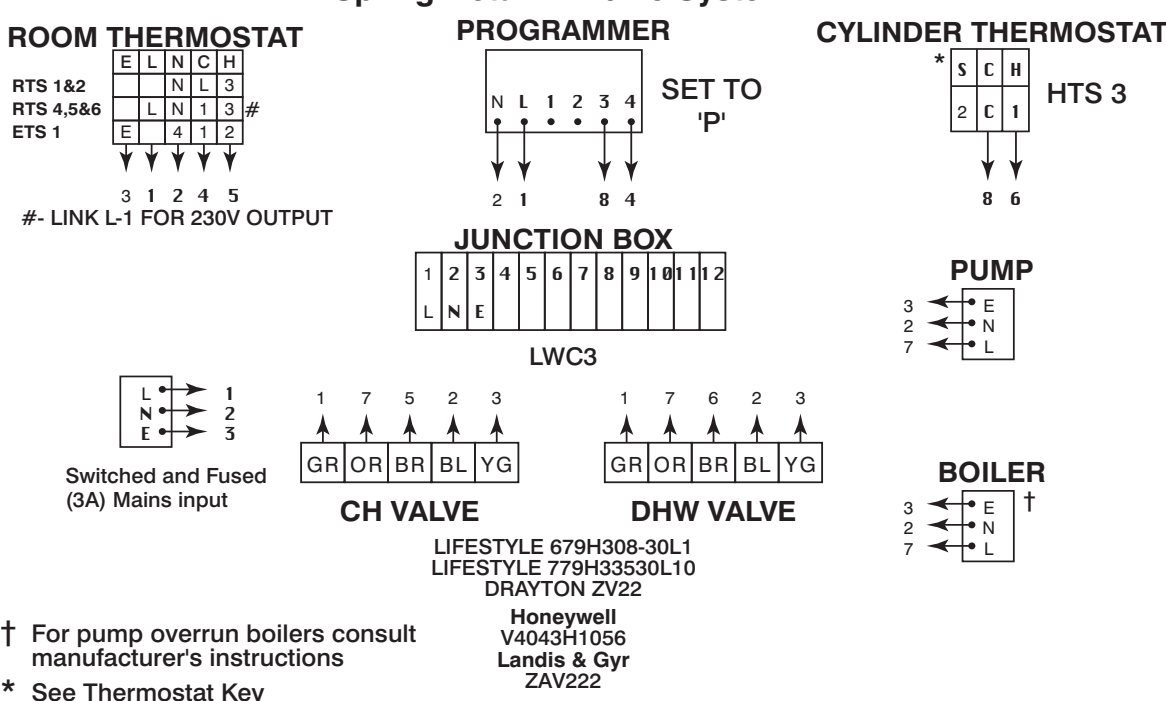 ROOM THERMOSTAT
E L N C H
RTS 1&2 N L 3
RTS 4,5&6 L N 1 3 #
ETS 1 E 4 1 2
3 1 2 4 5
#- LINK L-1 FOR 230V OUTPUT
PROGRAMMER
N L 1 2 3 4
SET TO
'P'
2 1 8 4
CYLINDER THERMOSTAT
* S C H
2 C 1
HTS 3
8 6
JUNCTION BOX
1 2 3 4 5 6 7 8 9 10 11 12
L N E
LWC3
PUMP
3 E
2 N
7 L
L 1
N 2
E 3
Switched and Fused
(3A) Mains input
1 7 5 2 3
GR OR BR BL YG
CH VALVE
1 7 6 2 3
GR OR BR BL YG
DHW VALVE
BOILER
3 E †
2 N
7 L
LIFESTYLE 679H308-30L1
LIFESTYLE 779H33530L10
DRAYTON ZV22
Honeywell
V4043H1056
Landis & Gyr
ZAV222
† For pump overrun boilers consult
manufacturer's instructions
* See Thermostat Key